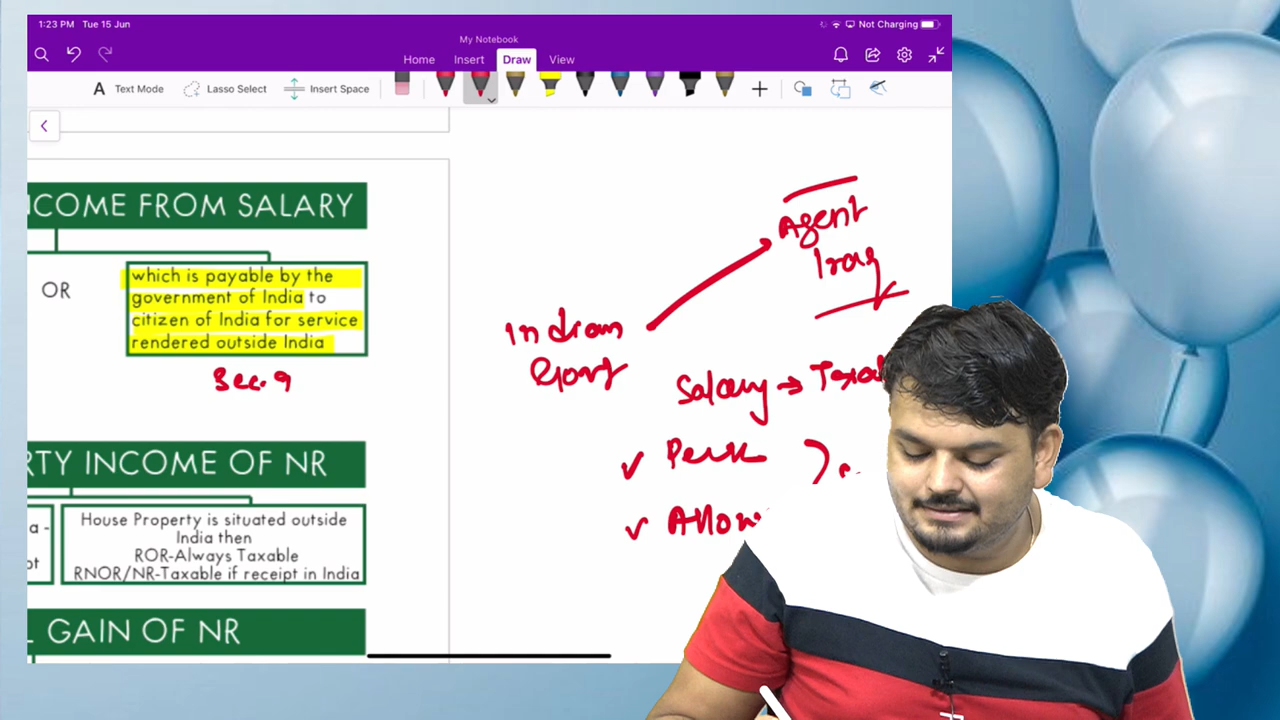 1:23 PM Tue 15 Jun
Not Charging
My Notebook
Home Insert Draw View
A Text Mode Lasso Select Insert Space
NCOME FROM SALARY
OR
which is payable by the
government of India to
citizen of India for service
rendered outside India
Sec. 9
Agent
Iraq
Indian
Govt
Salary → Taxab
✓ Perk
✓ Allow
RTY INCOME OF NR
a -
pt
House Property is situated outside
India then
ROR-Always Taxable
RNOR/NR-Taxable if receipt in India
L GAIN OF NR